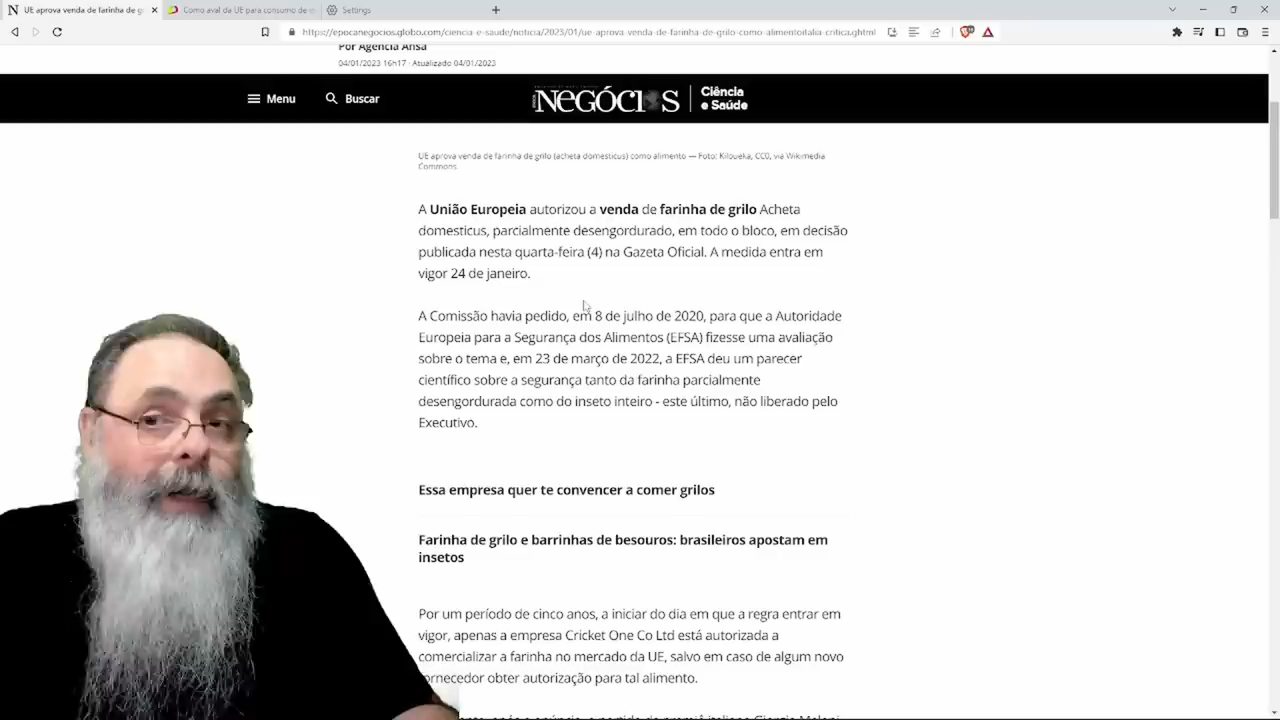 UE aprova venda de farinha de g
Como aval da UE para consumo de
Settings
https://epocanegocios.globo.com/ciencia-e-saude/noticia/2023/01/ue-aprova-venda-de-farinha-de-grilo-como-alimentoitalia-critica.ghtml
Por Agência Ansa
04/01/2023 16h17 · Atualizado 04/01/2023
Menu
Buscar
ÉPOCA NEGÓCIOS
Ciência
e Saúde
UE aprova venda de farinha de grilo (acheta domesticus) como alimento — Foto: Kilouéka, CC0, via Wikimedia
Commons
A União Europeia autorizou a venda de farinha de grilo Acheta
domesticus, parcialmente desengordurado, em todo o bloco, em decisão
publicada nesta quarta-feira (4) na Gazeta Oficial. A medida entra em
vigor 24 de janeiro.
A Comissão havia pedido, em 8 de julho de 2020, para que a Autoridade
Europeia para a Segurança dos Alimentos (EFSA) fizesse uma avaliação
sobre o tema e, em 23 de março de 2022, a EFSA deu um parecer
científico sobre a segurança tanto da farinha parcialmente
desengordurada como do inseto inteiro - este último, não liberado pelo
Executivo.
Essa empresa quer te convencer a comer grilos
Farinha de grilo e barrinhas de besouros: brasileiros apostam em
insetos
Por um período de cinco anos, a iniciar do dia em que a regra entrar em
vigor, apenas a empresa Cricket One Co Ltd está autorizada a
comercializar a farinha no mercado da UE, salvo em caso de algum novo
fornecedor obter autorização para tal alimento.